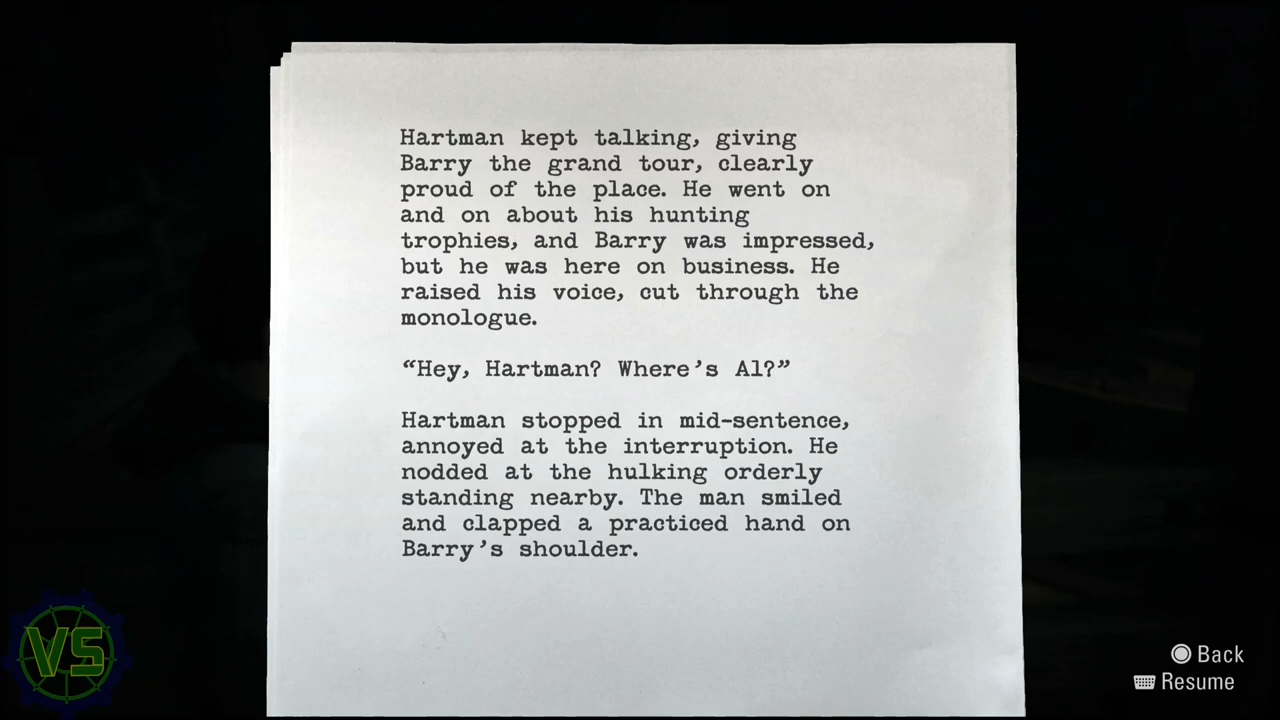 Hartman kept talking, giving
Barry the grand tour, clearly
proud of the place. He went on
and on about his hunting
trophies, and Barry was impressed,
but he was here on business. He
raised his voice, cut through the
monologue.
“Hey, Hartman? Where’s Al?”
Hartman stopped in mid-sentence,
annoyed at the interruption. He
nodded at the hulking orderly
standing nearby. The man smiled
and clapped a practiced hand on
Barry’s shoulder.
VS
Back
Resume